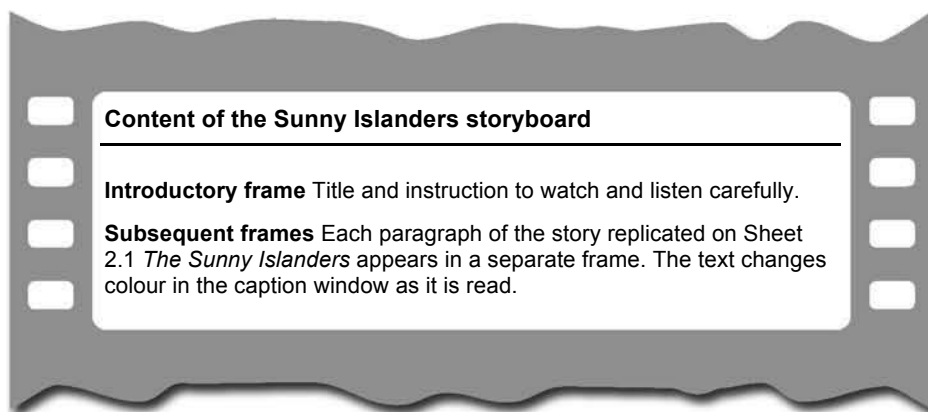 Content of the Sunny Islanders storyboard
Introductory frame Title and instruction to watch and listen carefully.
Subsequent frames Each paragraph of the story replicated on Sheet
2.1 The Sunny Islanders appears in a separate frame. The text changes
colour in the caption window as it is read.